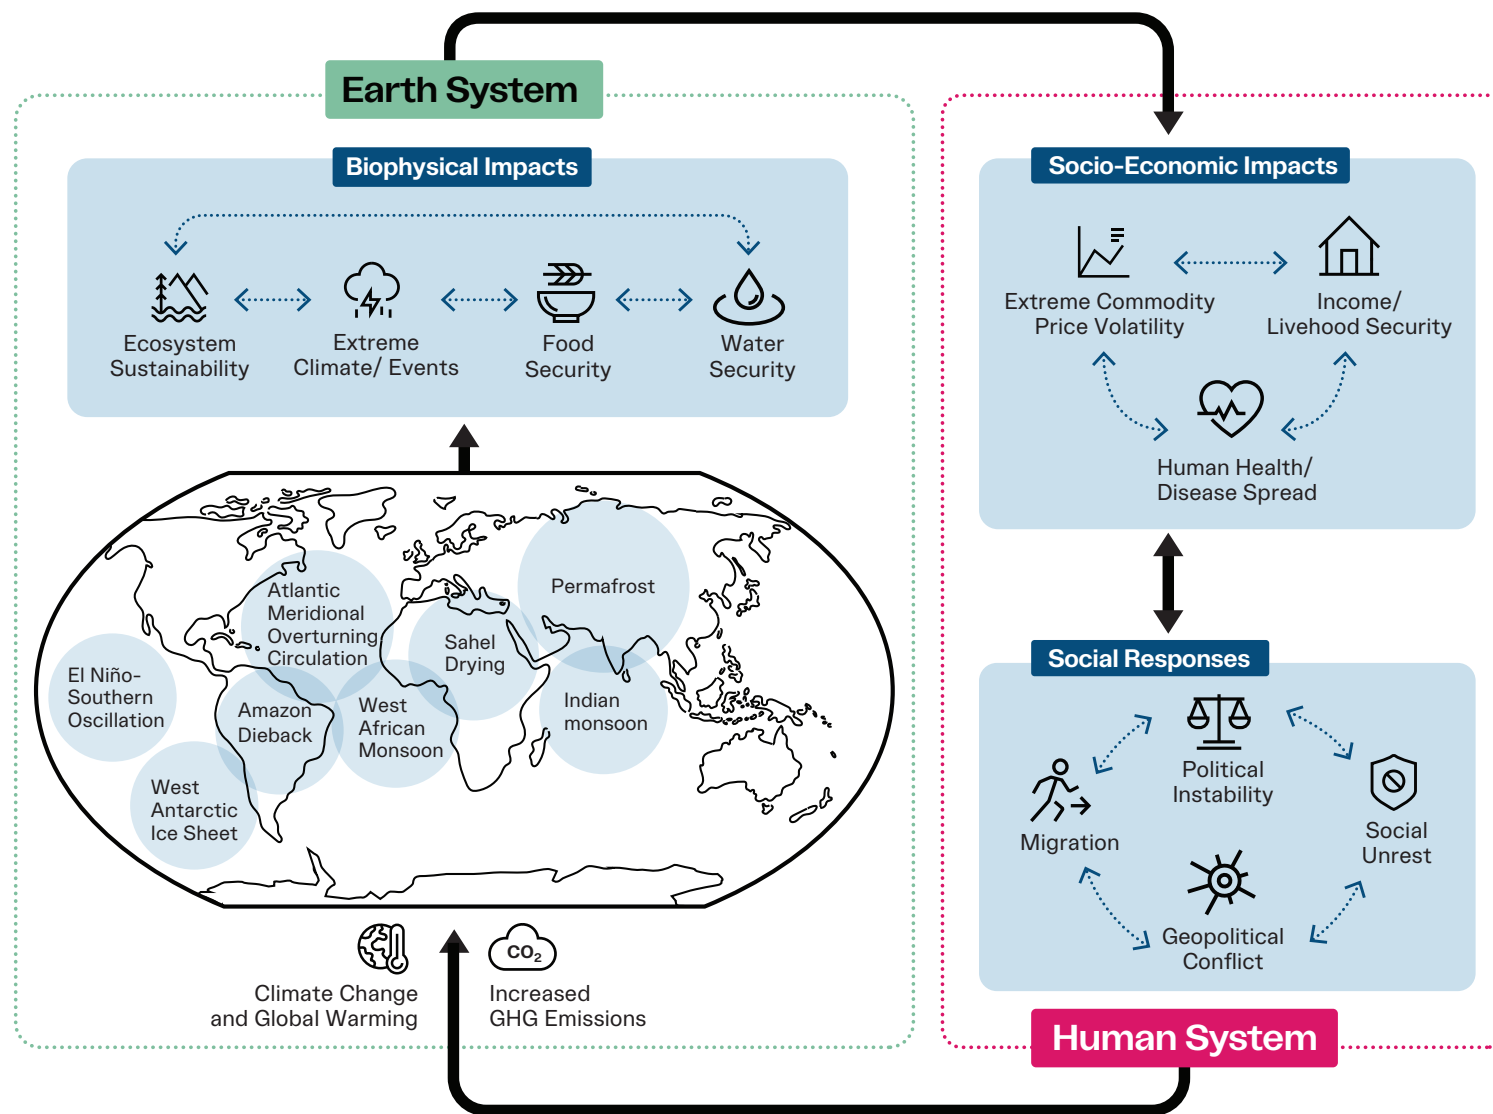 Earth System
Biophysical Impacts
Ecosystem
Sustainability
Extreme
Climate/ Events
Food
Security
Water
Security
Atlantic
Meridional
Overturning
Circulation
Permafrost
Sahel
Drying
El Niño-
Southern
Oscillation
Amazon
Dieback
West
African
Monsoon
Indian
monsoon
West
Antarctic
Ice Sheet
Climate Change
and Global Warming
CO₂
Increased
GHG Emissions
Socio-Economic Impacts
Extreme Commodity
Price Volatility
Income/
Livehood Security
Human Health/
Disease Spread
Social Responses
Political
Instability
Migration
Social
Unrest
Geopolitical
Conflict
Human System